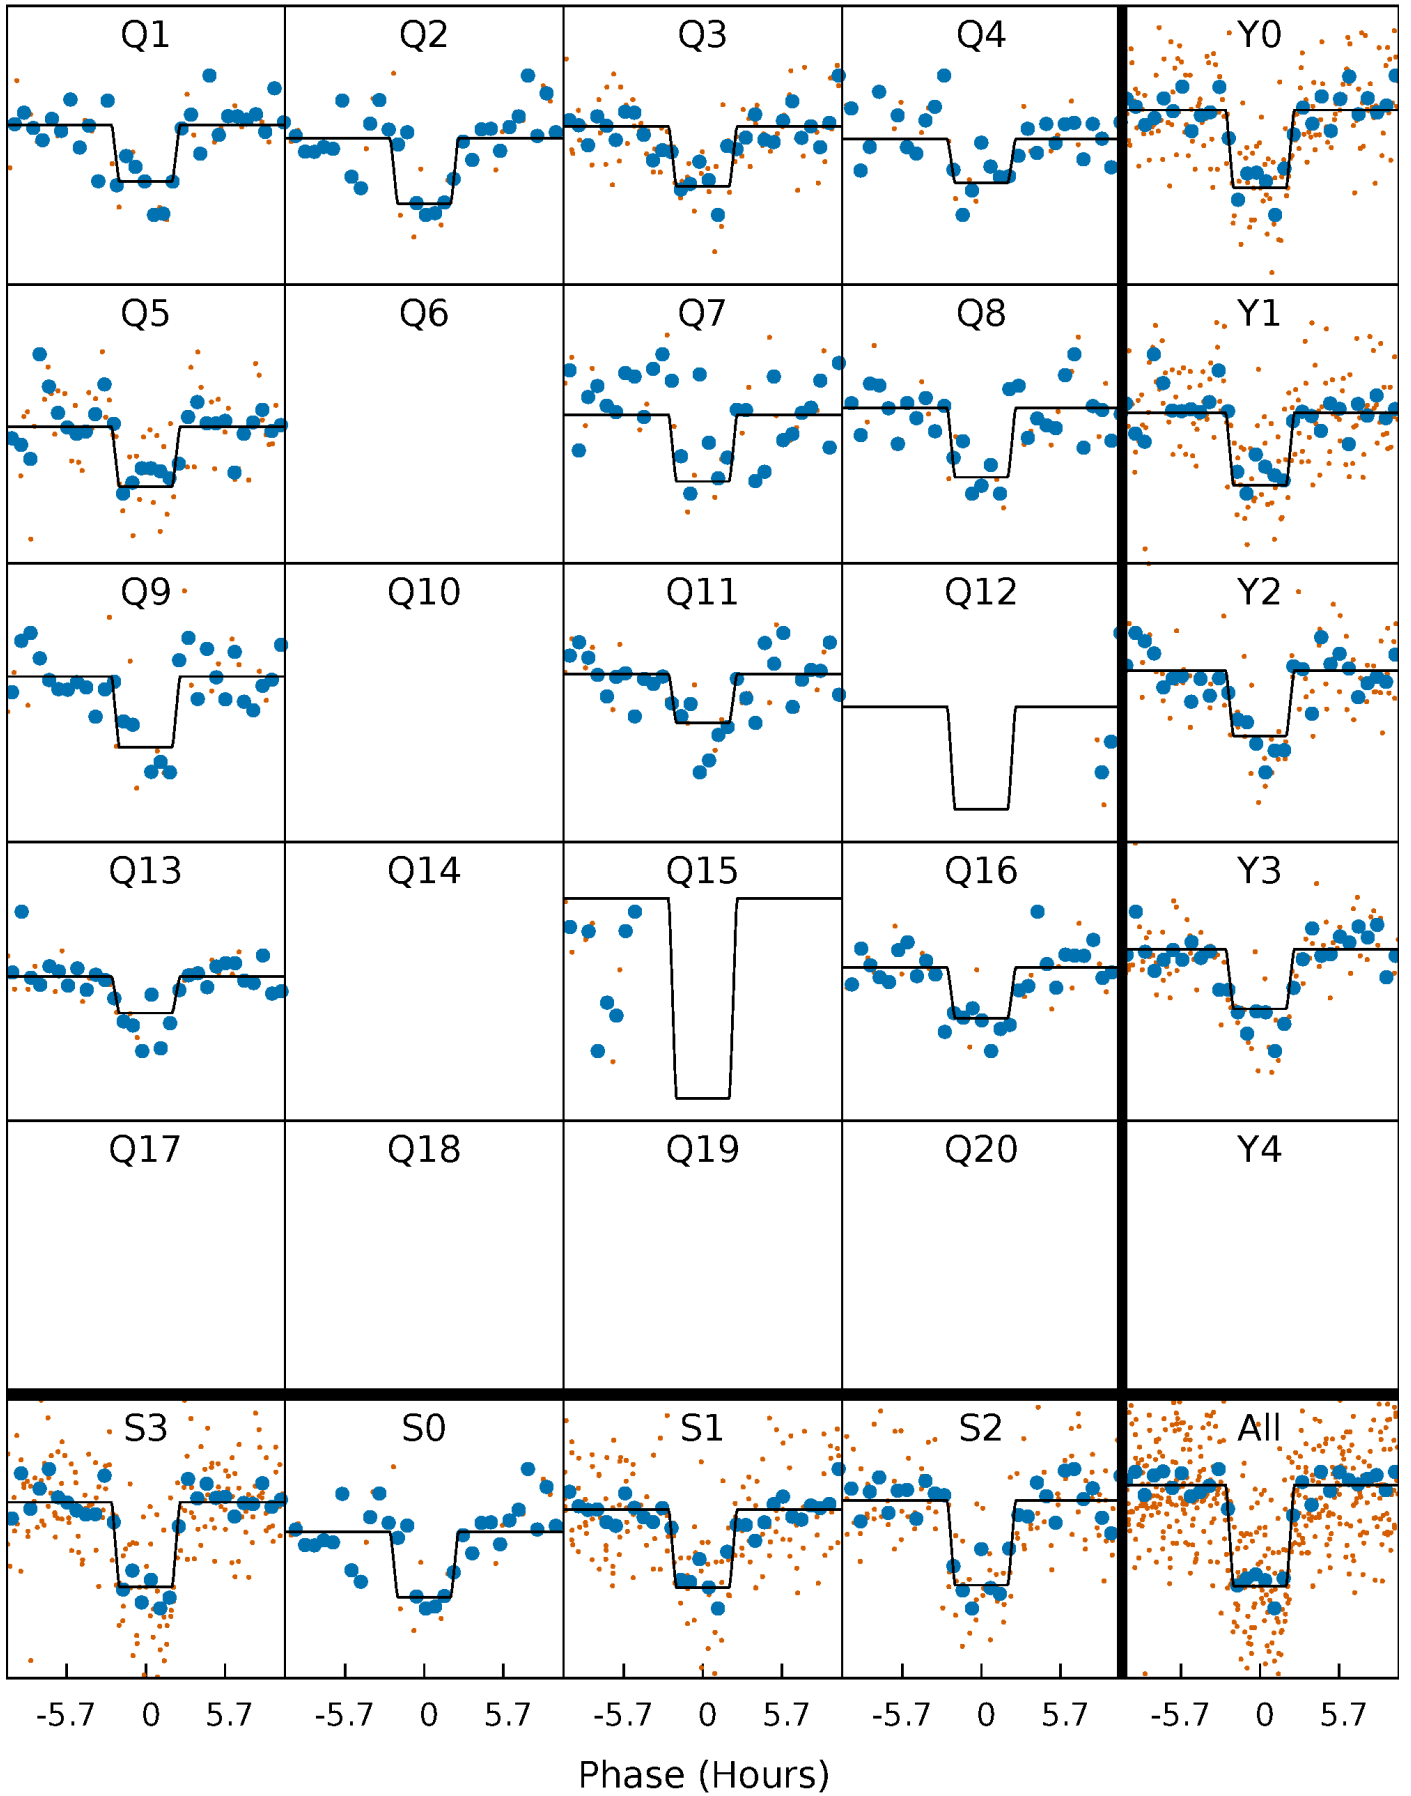 Q1 Q2 Q3 Q4 Y0
Q5 Q6 Q7 Q8 Y1
Q9 Q10 Q11 Q12 Y2
Q13 Q14 Q15 Q16 Y3
Q17 Q18 Q19 Q20 Y4
S3 S0 S1 S2 All
-5.7 0 5.7 -5.7 0 5.7 -5.7 0 5.7 -5.7 0 5.7 -5.7 0 5.7
Phase (Hours)